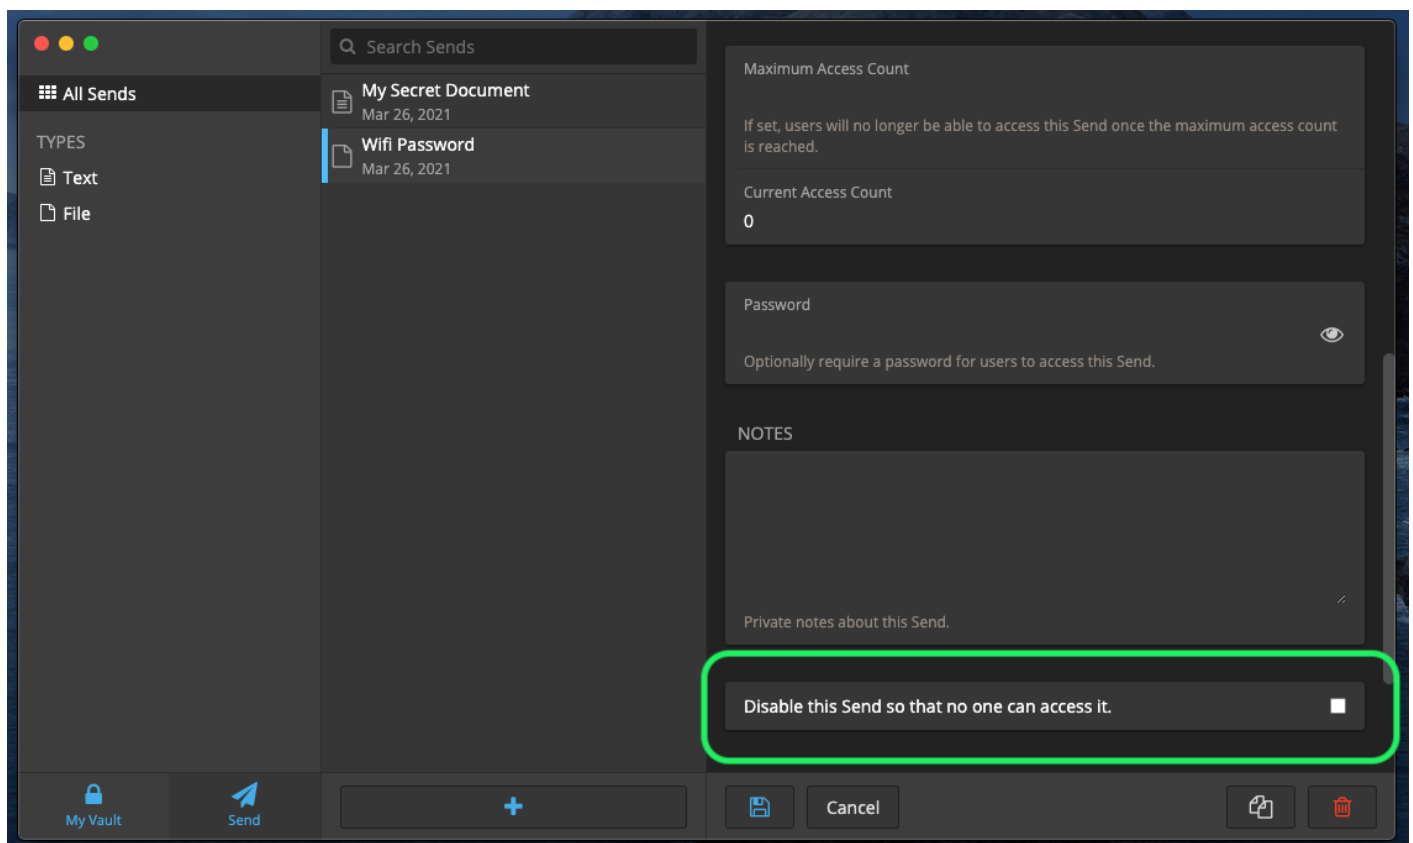 Search Sends
All Sends
TYPES
Text
File
My Secret Document
Mar 26, 2021
Wifi Password
Mar 26, 2021
Maximum Access Count
If set, users will no longer be able to access this Send once the maximum access count
is reached.
Current Access Count
0
Password
Optionally require a password for users to access this Send.
NOTES
Private notes about this Send.
Disable this Send so that no one can access it.
My Vault
Send
Cancel